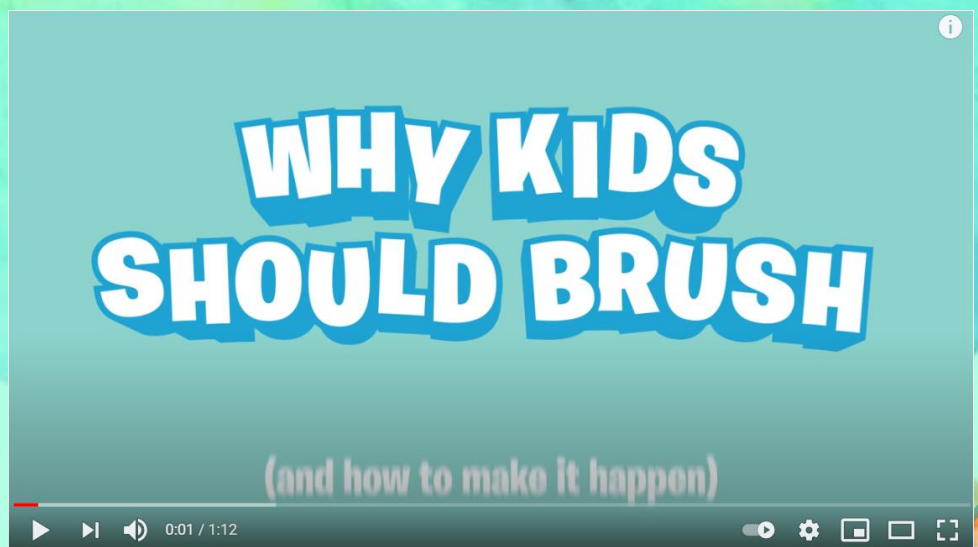 WHY KIDS
SHOULD BRUSH
(and how to make it happen)
0:01 / 1:12